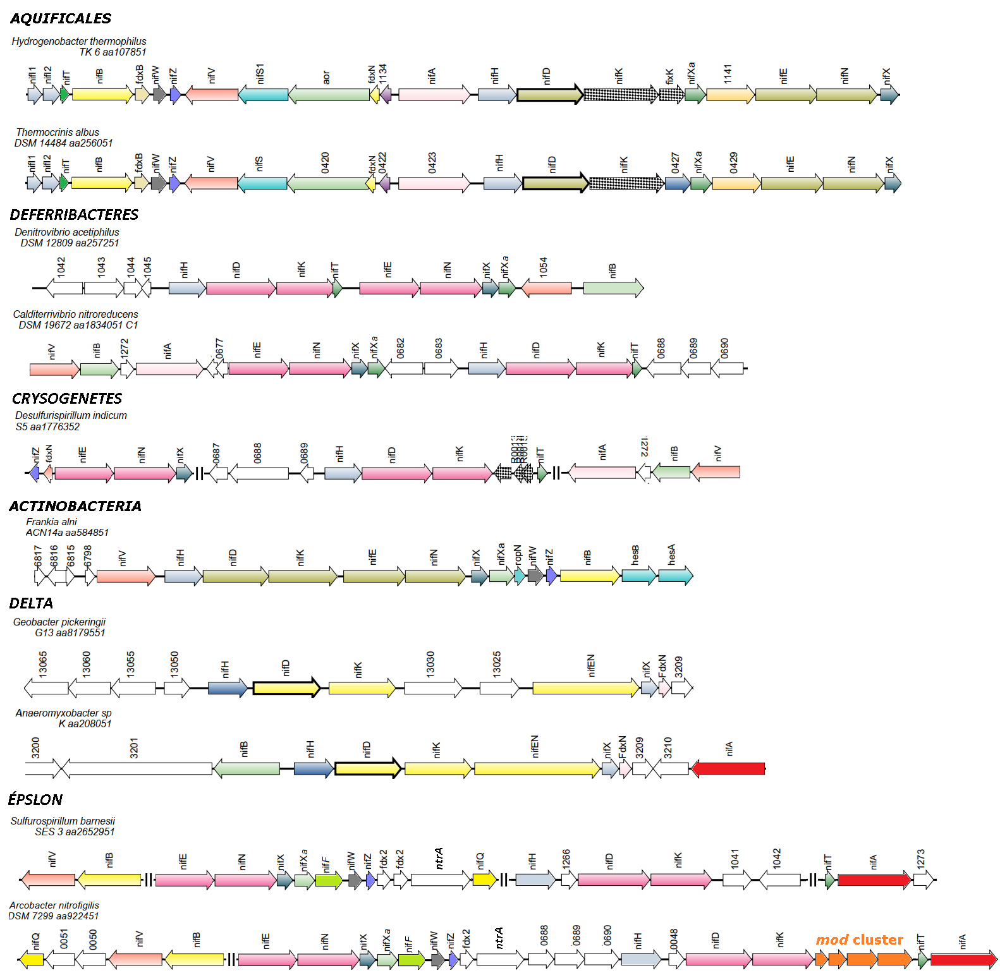 AQUIFICALES
Hydrogenobacter thermophilus
TK 6 aa107851
nifI1 nifI2 nifT nifB fdxB nifW nifZ nifV nifS1 aor fdxN 1134 nifA nifH nifD nifK fixK nifXa 1141 nifE nifN nifX
Thermocrinis albus
DSM 14484 aa256051
nifI1 nifI2 nifT nifB fdxB nifW nifZ nifV nifS 0420 fdxN 0422 0423 nifH nifD nifK 0427 nifXa 0429 nifE nifN nifX
DEFERRIBACTERES
Denitrovibrio acetiphilus
DSM 12809 aa257251
1042 1043 1044 1045 nifH nifD nifK nifT nifE nifN nifX nifXa 1054 nifB
Calditerrivibrio nitroreducens
DSM 19672 aa1834051 C1
nifV nifB 1272 nifA 0677 nifE nifN nifX nifXa 0682 0683 nifH nifD nifK nifT 0688 0689 0690
CRYSOGENETES
Desulfurispirillum indicum
S5 aa1776352
nifZ fdxN nifE nifN nifX 0687 0688 0689 nifH nifD nifK nifT nifA 1272 nifB nifV
ACTINOBACTERIA
Frankia alni
ACN14a aa584851
6817 6816 6815 6798 nifV nifH nifD nifK nifE nifN nifX nifXa ropN nifW nifZ nifB hesB hesA
DELTA
Geobacter pickeringii
G13 aa8179551
13065 13060 13055 13050 nifH nifD nifK 13030 13025 nifEN nifX FdxN 3209
Anaeromyxobacter sp
K aa208051
3200 3201 nifB nifH nifD nifK nifEN nifX FdxN 3209 3210 nifA
ÉPSLON
Sulfurospirillum barnesii
SES 3 aa2652951
nifV nifB nifE nifN nifX nifXa nifF nifW nifZ fdx2 fdx2 ntrA nifQ nifH 1266 nifD nifK 1041 1042 nifT nifA 1273
Arcobacter nitrofigilis
DSM 7299 aa922451
nifQ 0051 0050 nifV nifB nifE nifN nifX nifXa nifF nifW nifZ fdx2 ntrA 0688 0689 0690 nifH 0048 nifD nifK mod cluster nifT nifA